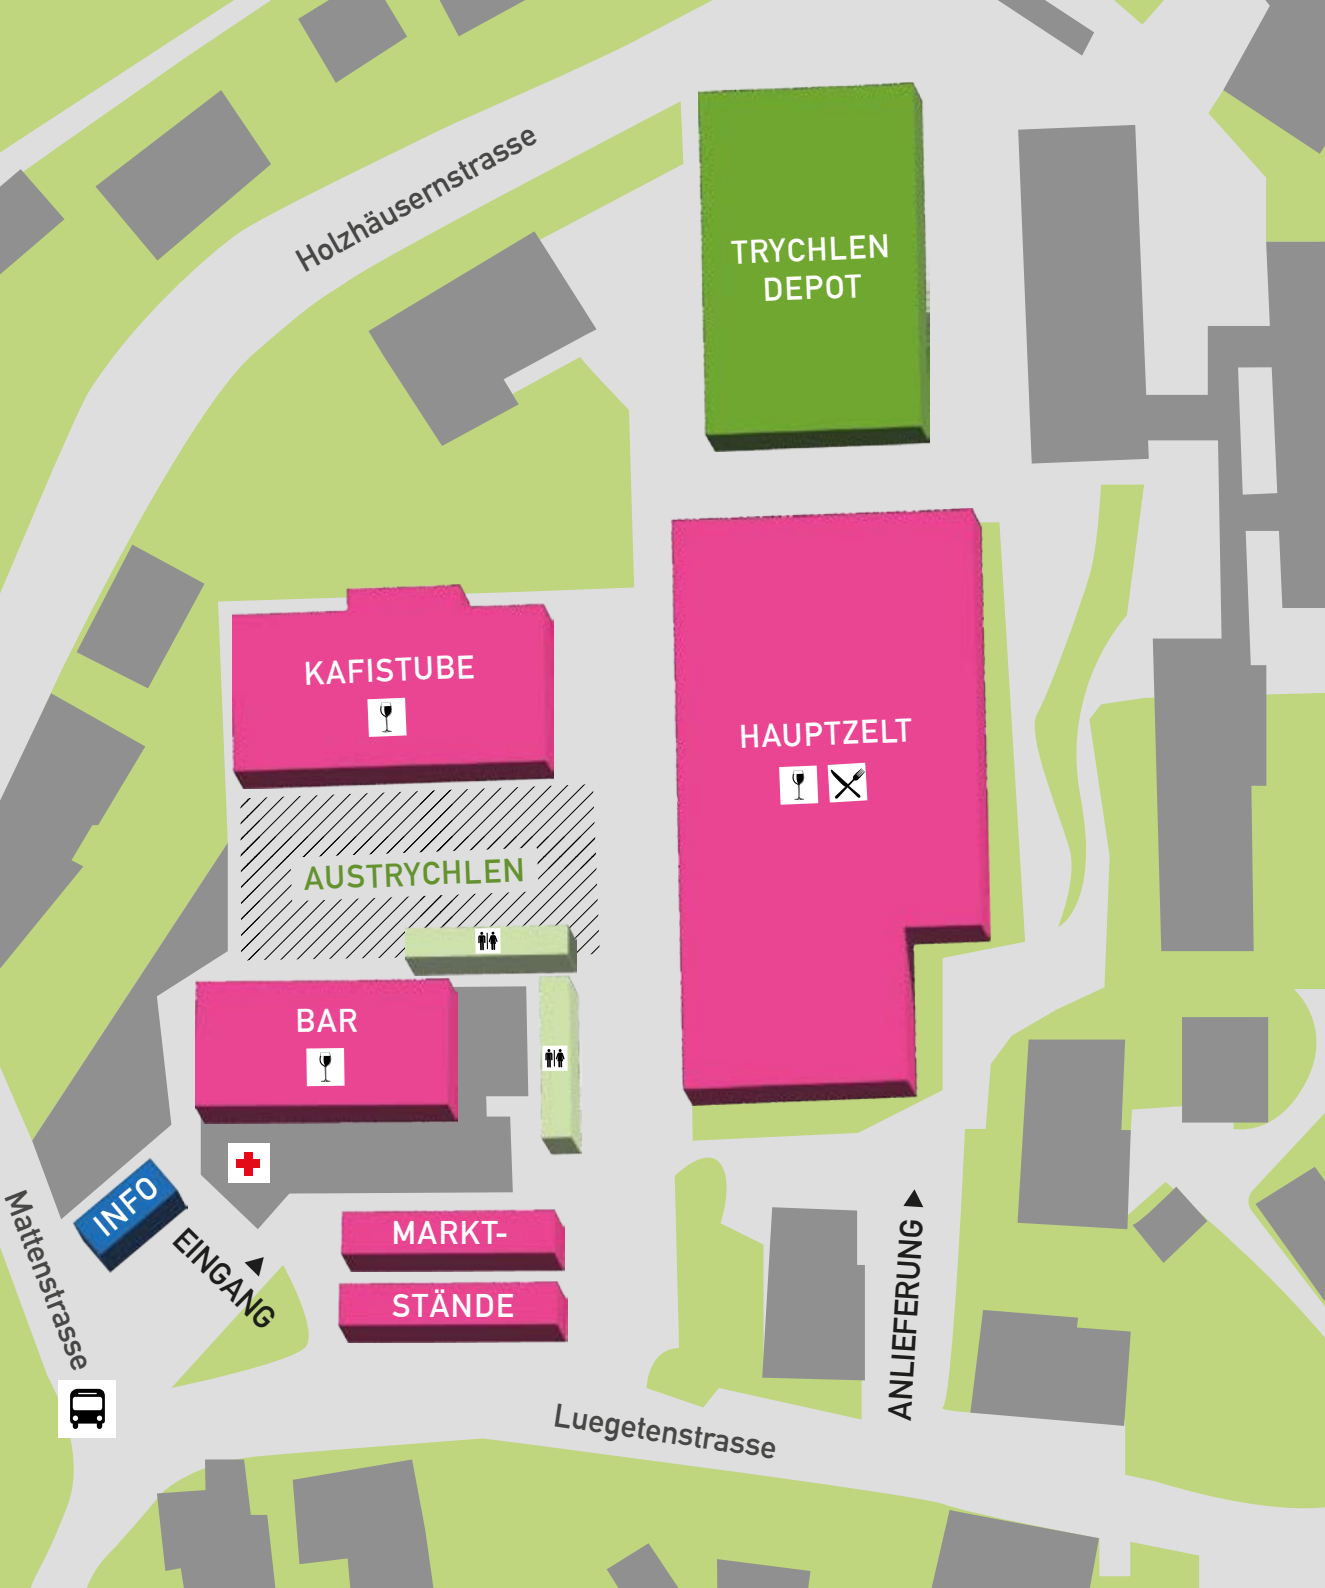 Holzhäusernstrasse
TRYCHLEN
DEPOT
KAFISTUBE
HAUPTZELT
AUSTRYCHLEN
BAR
INFO
EINGANG
MARKT-
STÄNDE
Mattenstrasse
ANLIEFERUNG
Luegetenstrasse